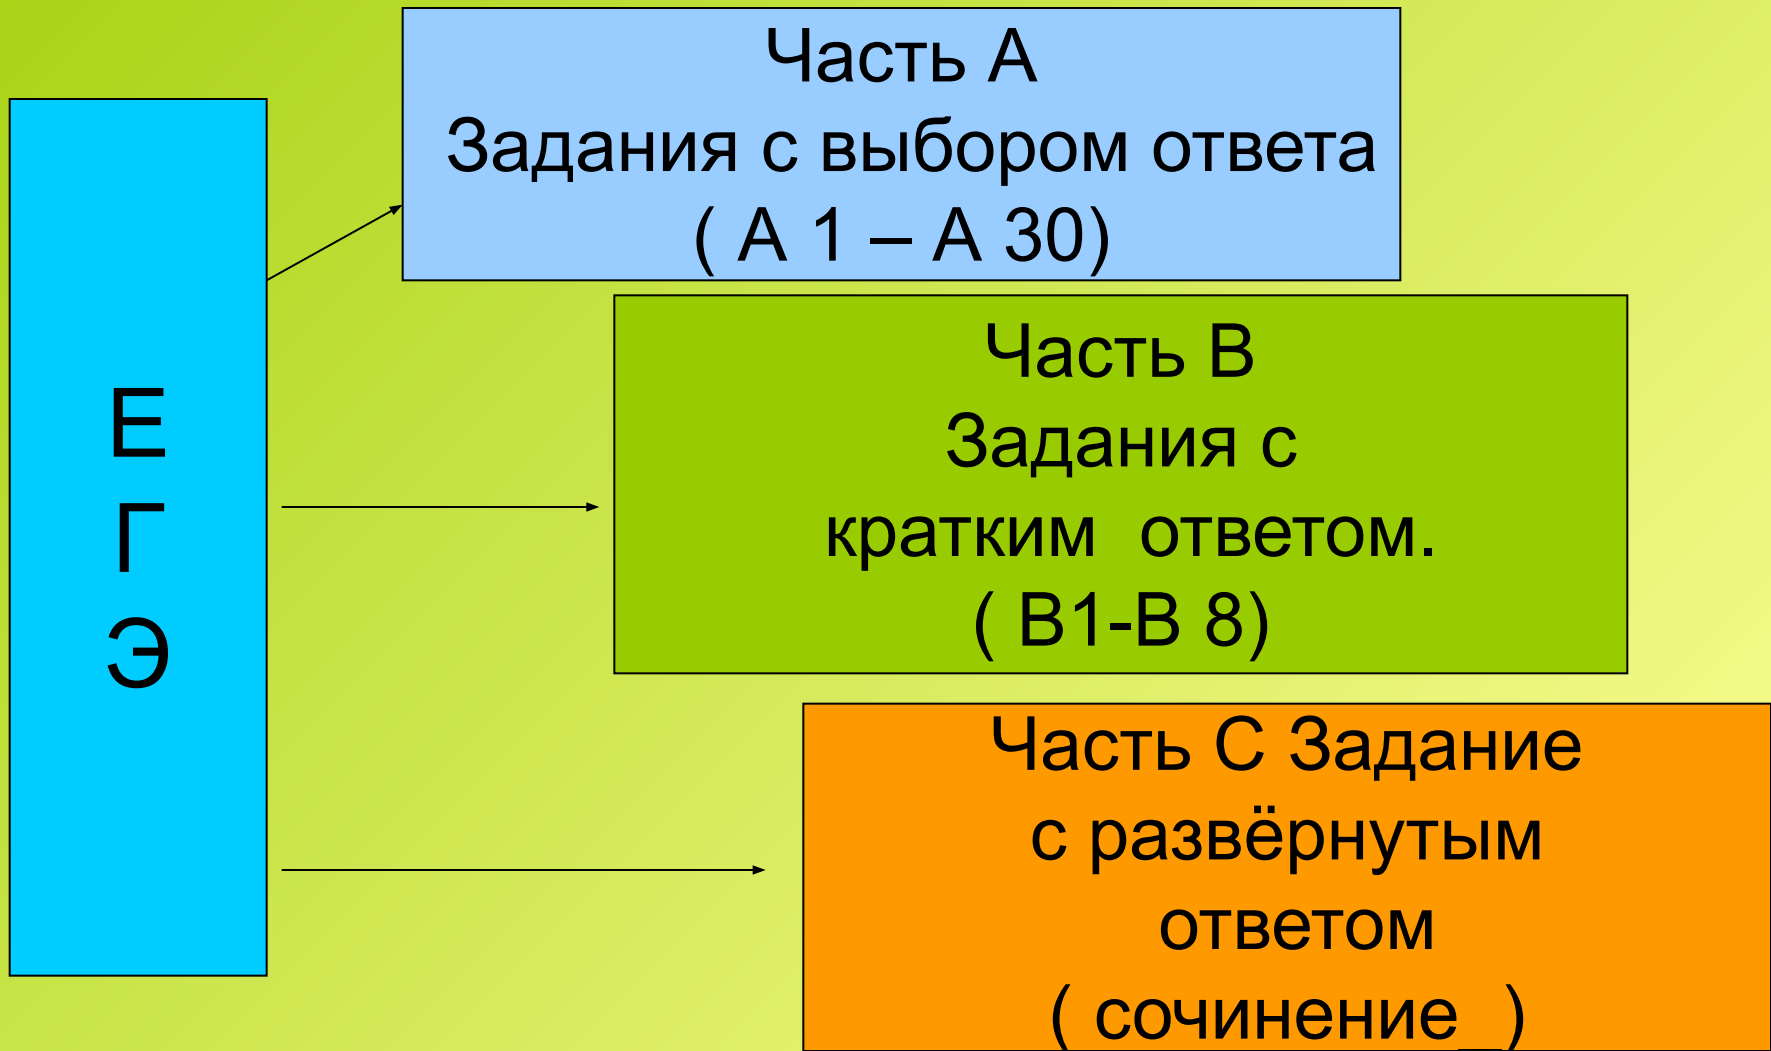 Е
Г
Э
Часть А
Задания с выбором ответа
( А 1 – А 30)
Часть В
Задания с
кратким  ответом.
( В1-В 8)
Часть С Задание
с развёрнутым
ответом
( сочинение_ )